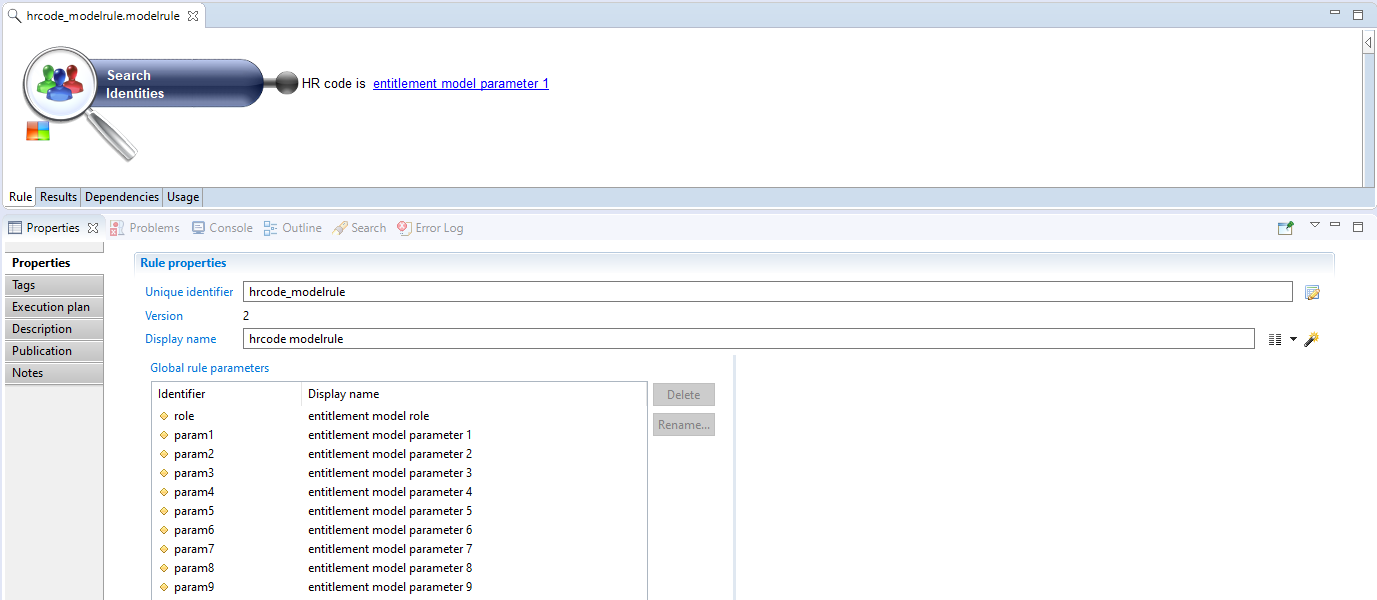 hrcode_modelrule.modelrule
Search
Identities
HR code is entitlement model parameter 1
Rule Results Dependencies Usage
Properties Problems Console Outline Search Error Log
Properties
Tags
Execution plan
Description
Publication
Notes
Rule properties
Unique identifier hrcode_modelrule
Version 2
Display name hrcode modelrule
Global rule parameters
Identifier Display name
role entitlement model role
param1 entitlement model parameter 1
param2 entitlement model parameter 2
param3 entitlement model parameter 3
param4 entitlement model parameter 4
param5 entitlement model parameter 5
param6 entitlement model parameter 6
param7 entitlement model parameter 7
param8 entitlement model parameter 8
param9 entitlement model parameter 9
Delete
Rename...